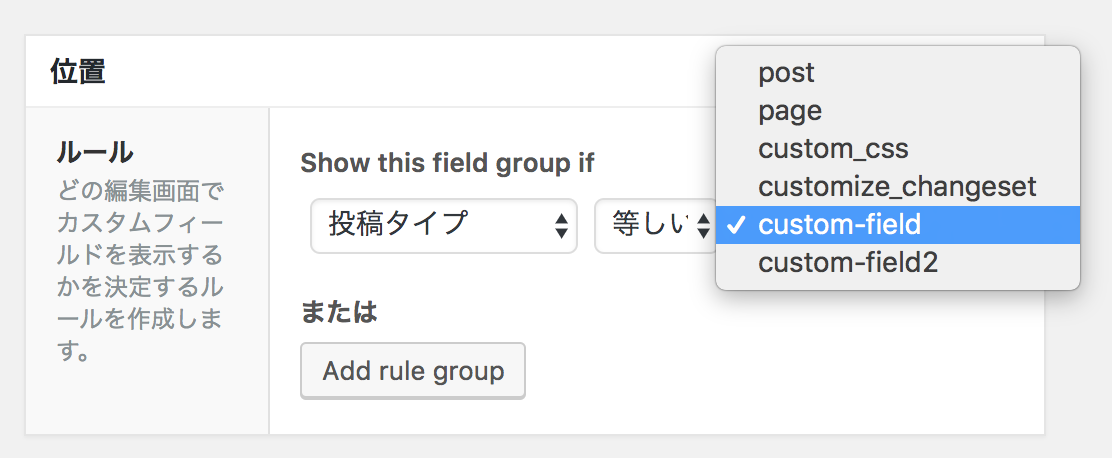 位置
ルール
どの編集画面で
カスタムフィー
ルドを表示する
かを決定するル
ールを作成しま
す。
Show this field group if
投稿タイプ
等しい
post
page
custom_css
customize_changeset
✓ custom-field
custom-field2
または
Add rule group